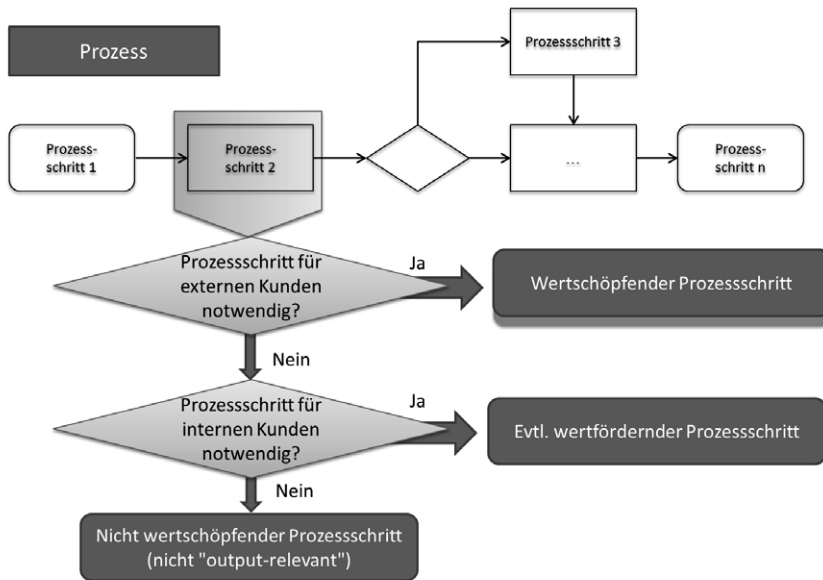 Prozess
Prozessschritt 3
Prozess-
schritt 1
Prozess-
schritt 2
...
Prozess-
schritt n
Prozessschritt für
externen Kunden
notwendig?
Ja
Wertschöpfender Prozessschritt
Nein
Prozessschritt für
internen Kunden
notwendig?
Ja
Evtl. wertfördernder Prozessschritt
Nein
Nicht wertschöpfender Prozessschritt
(nicht "output-relevant")